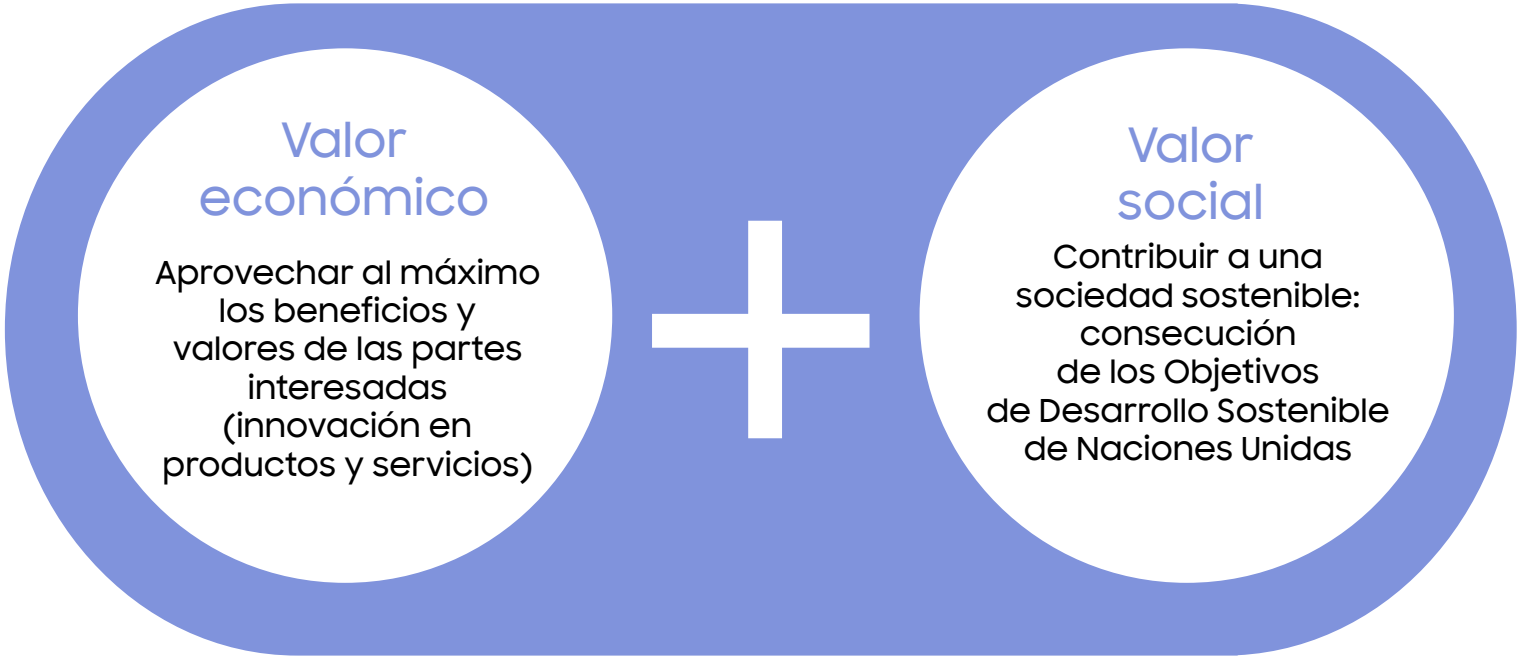 Valor
económico
Aprovechar al máximo
los beneficios y
valores de las partes
interesadas
(innovación en
productos y servicios)
Valor
social
Contribuir a una
sociedad sostenible:
consecución
de los Objetivos
de Desarrollo Sostenible
de Naciones Unidas